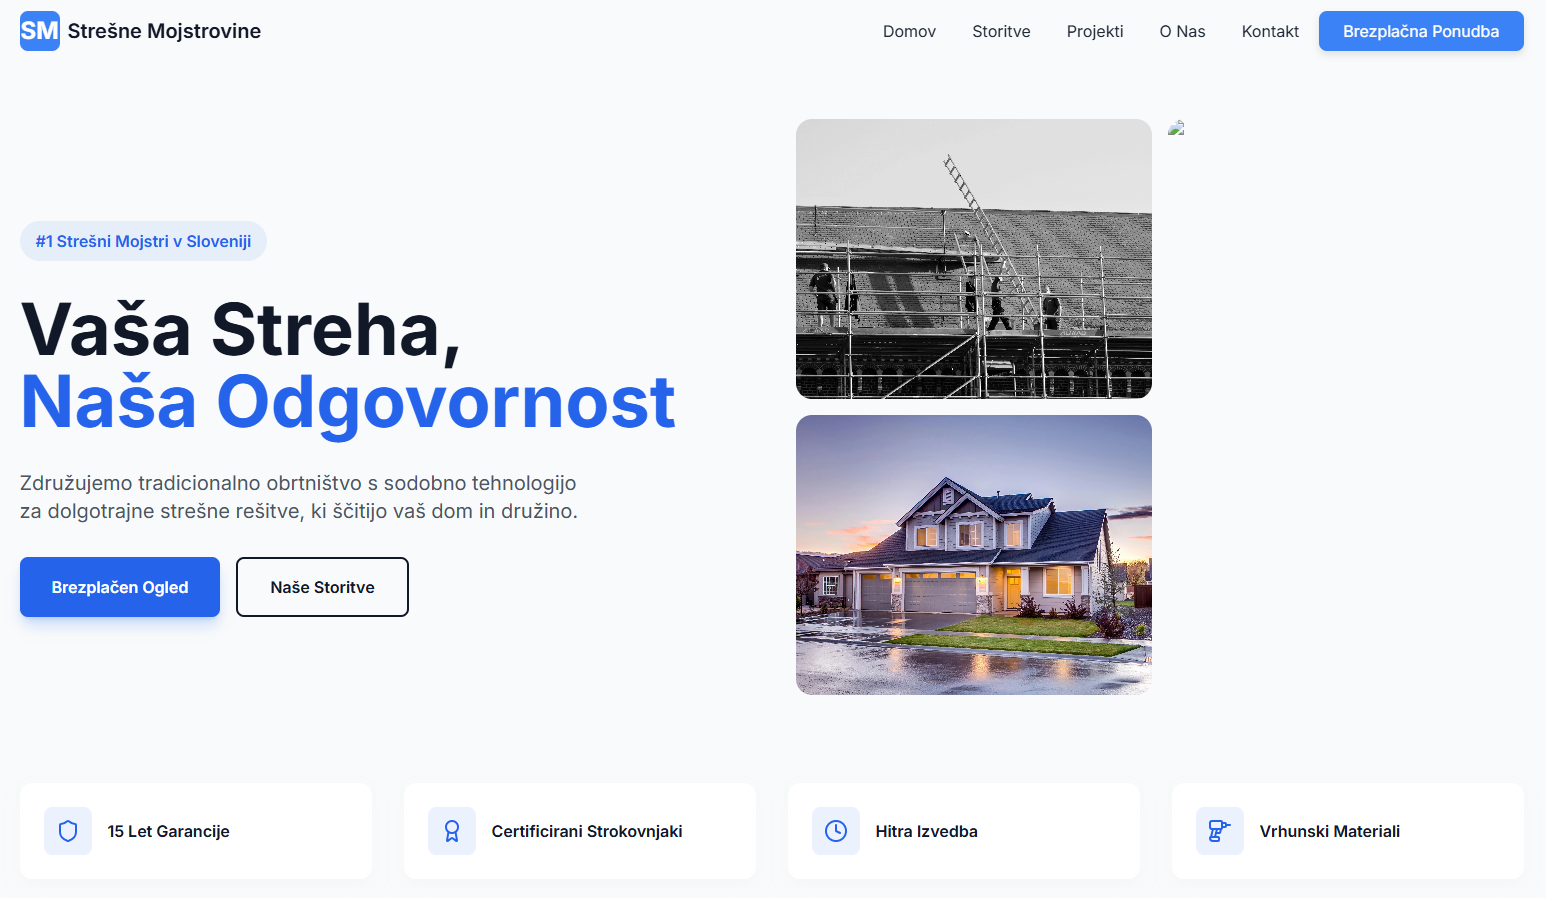 SM
Strešne Mojstrovine
Domov
Storitve
Projekti
O Nas
Kontakt
Brezplačna Ponudba
#1 Strešni Mojstri v Sloveniji
Vaša Streha,
Naša Odgovornost
Združujemo tradicionalno obrtništvo s sodobno tehnologijo
za dolgotrajne strešne rešitve, ki ščitijo vaš dom in družino.
Brezplačen Ogled
Naše Storitve
15 Let Garancije
Certificirani Strokovnjaki
Hitra Izvedba
Vrhunski Materiali